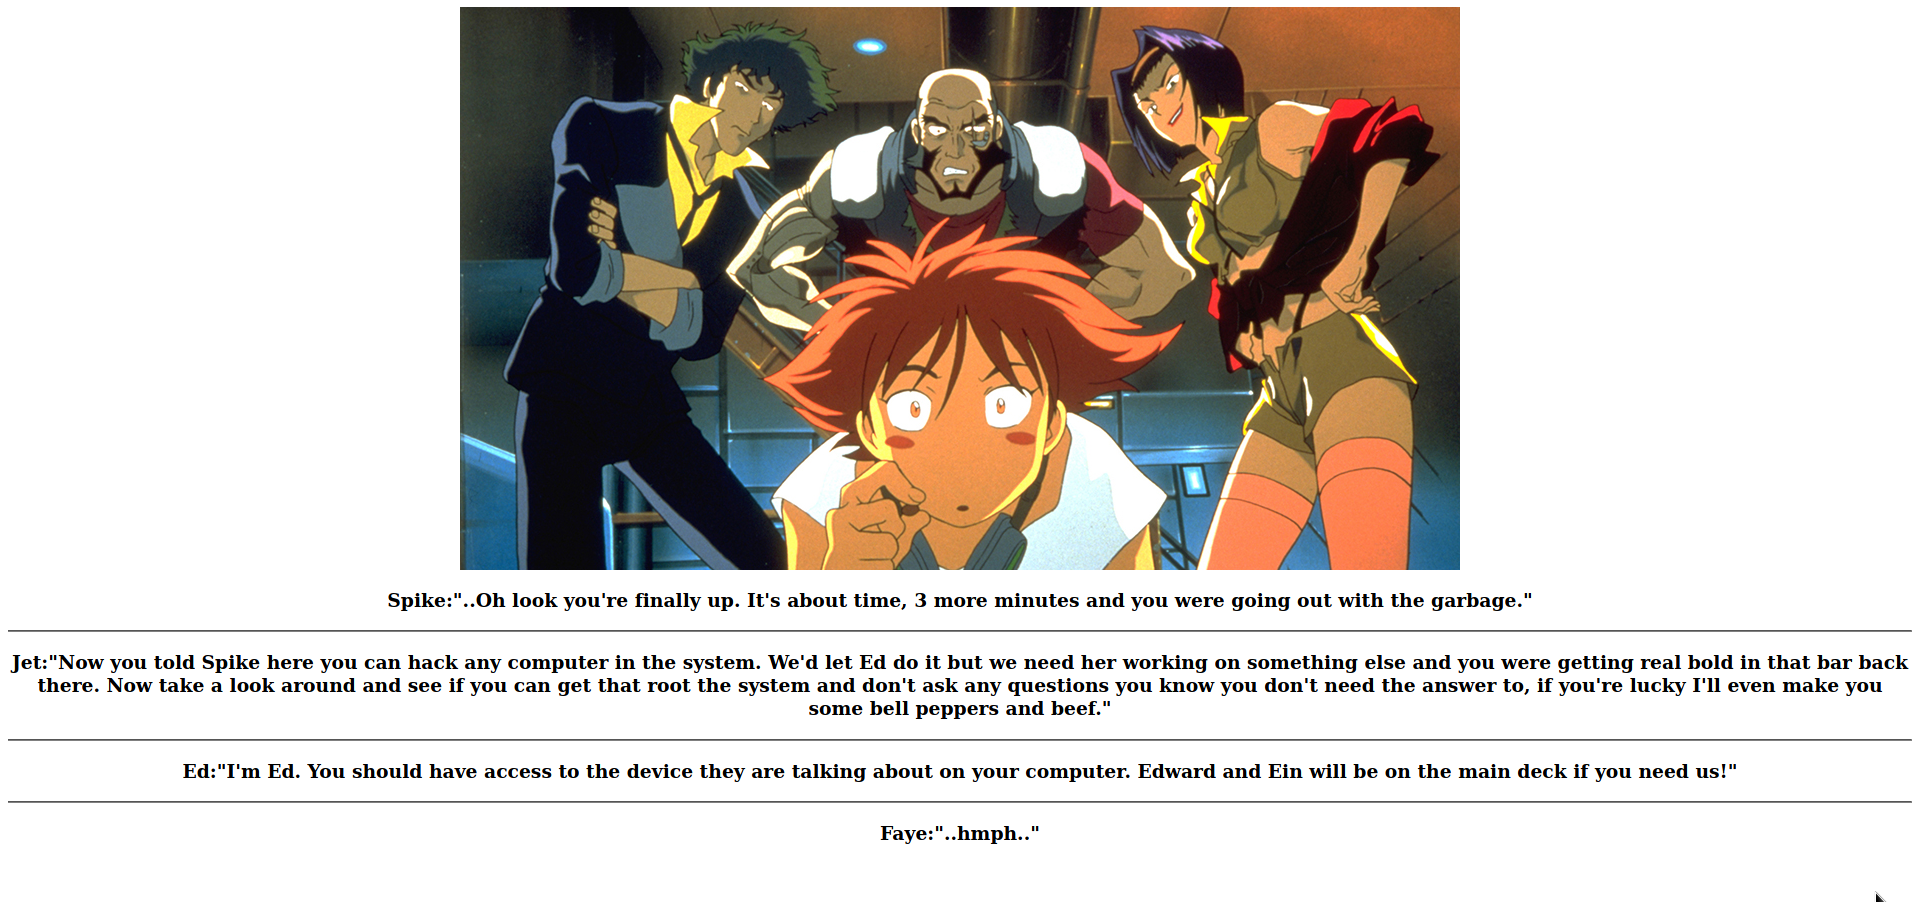 Spike:"..Oh look you're finally up. It's about time, 3 more minutes and you were going out with the garbage."
Jet:"Now you told Spike here you can hack any computer in the system. We'd let Ed do it but we need her working on something else and you were getting real bold in that bar back
there. Now take a look around and see if you can get that root the system and don't ask any questions you know you don't need the answer to, if you're lucky I'll even make you
some bell peppers and beef."
Ed:"I'm Ed. You should have access to the device they are talking about on your computer. Edward and Ein will be on the main deck if you need us!"
Faye:"..hmph.."